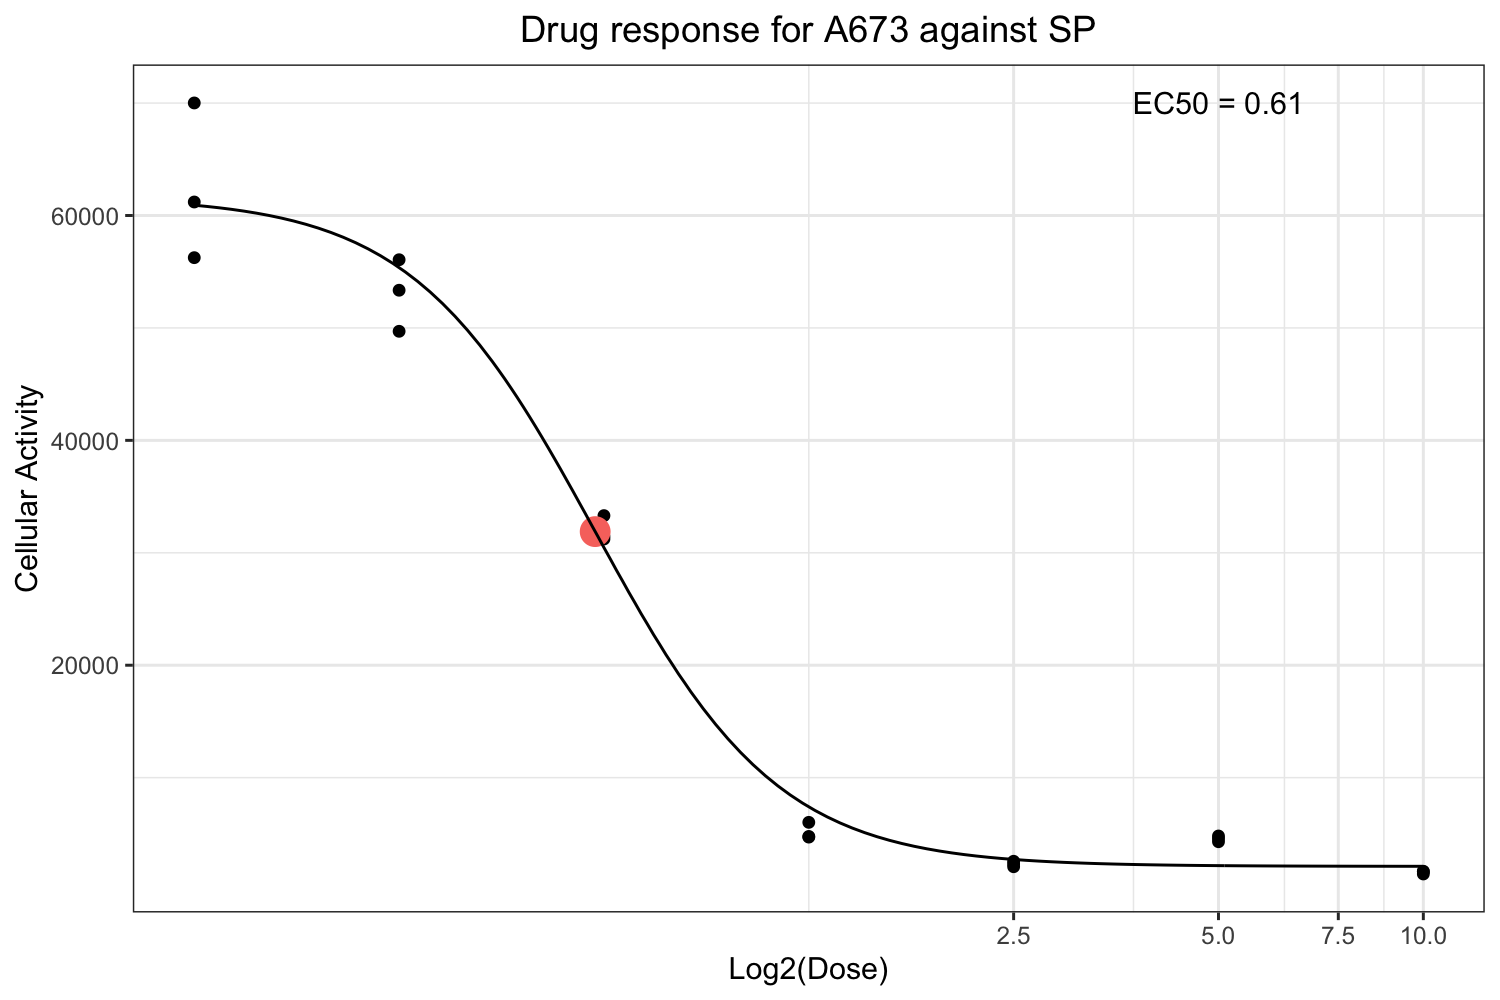 Drug response for A673 against SP
EC50 = 0.61
Cellular Activity
60000
40000
20000
2.5 5.0 7.5 10.0
Log2(Dose)